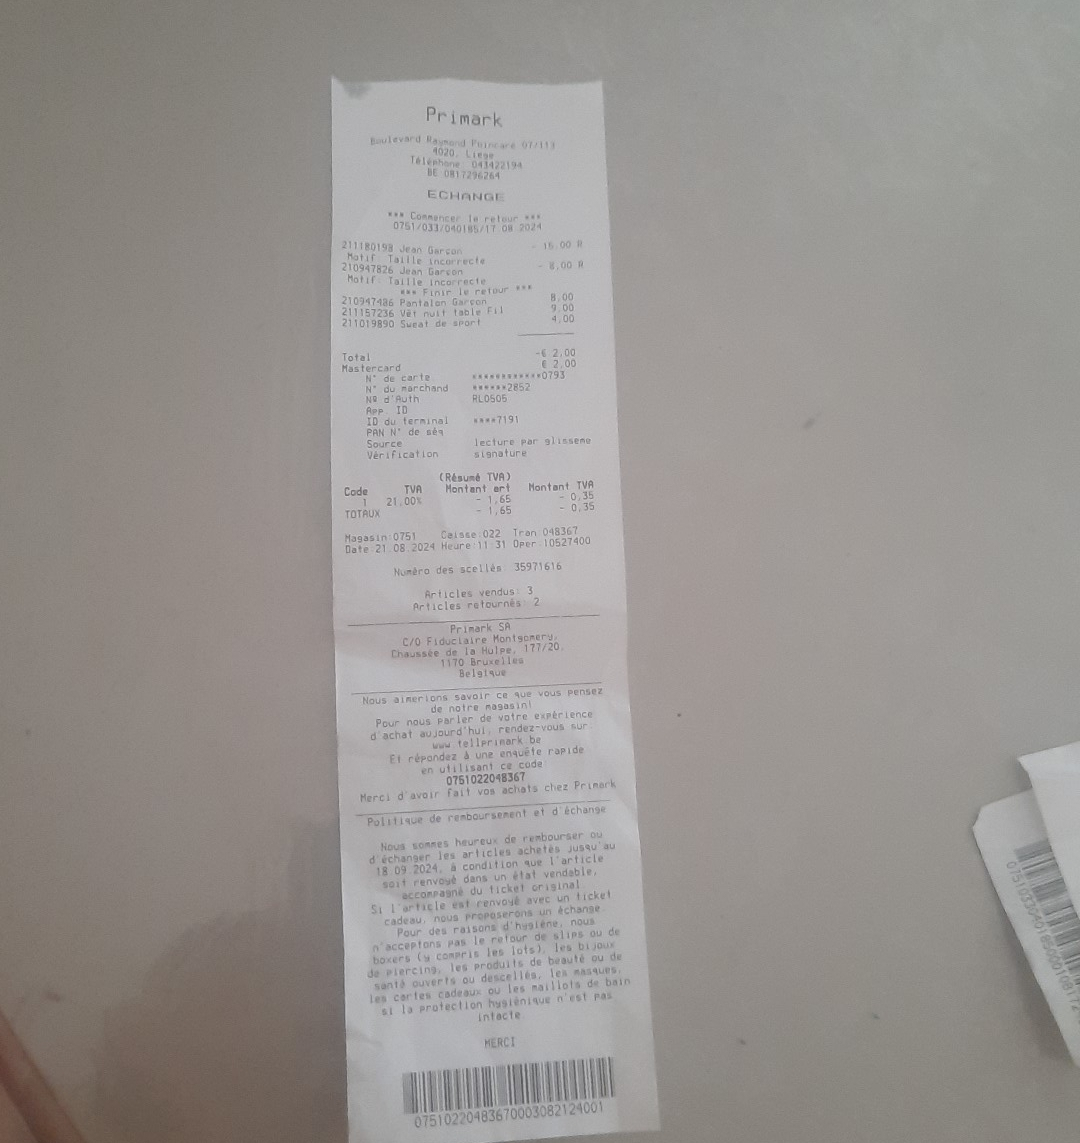 Primark
Boulevard Raymond Poincaré 07/113
4020, Liege
Téléphone: 043422194
BE 0817296264
ECHANGE
*** Commencer le retour ***
0751/033/040185/17.08.2024
211180198 Jean Garcon - 15,00 R
Motif: Taille incorrecte
210947826 Jean Garcon - 8,00 R
Motif: Taille incorrecte
*** Finir le retour ***
210947486 Pantalon Garcon 8,00
211157236 Vêt nuit table Fil 9,00
211019890 Sweat de sport 4,00
Total -€ 2,00
Mastercard € 2,00
N° de carte ************0793
N° du marchand ******2852
Nº d'Auth RL0505
App. ID
ID du terminal ****7191
PAN N° de séq
Source lecture par glisseme
Vérification signature
(Résumé TVA)
Code TVA Montant art Montant TVA
1 21,00% - 1,65 - 0,35
TOTAUX - 1,65 - 0,35
Magasin:0751 Caisse:022 Tran:048367
Date:21.08.2024 Heure:11:31 Oper:10527400
Numéro des scellés: 35971616
Articles vendus: 3
Articles retournés: 2
Primark SA
C/O Fiduciaire Montgomery,
Chaussée de la Hulpe, 177/20,
1170 Bruxelles
Belgique
Nous aimerions savoir ce que vous pensez
de notre magasin!
Pour nous parler de votre expérience
d'achat aujourd'hui, rendez-vous sur:
www.tellprimark.be
Et répondez à une enquête rapide
en utilisant ce code:
0751022048367
Merci d'avoir fait vos achats chez Primark
Politique de remboursement et d'échange
Nous sommes heureux de rembourser ou
d'échanger les articles achetés jusqu'au
18.09.2024, à condition que l'article
soit renvoyé dans un état vendable,
accompagné du ticket original.
Si l'article est renvoyé avec un ticket
cadeau, nous proposerons un échange.
Pour des raisons d'hygiène, nous
n'acceptons pas le retour de slips ou de
boxers (y compris les lots), les bijoux
de piercing, les produits de beauté ou de
santé ouverts ou descellés, les masques,
les cartes cadeaux ou les maillots de bain
si la protection hygiénique n'est pas
intacte.
MERCI
07510220483670003082124001